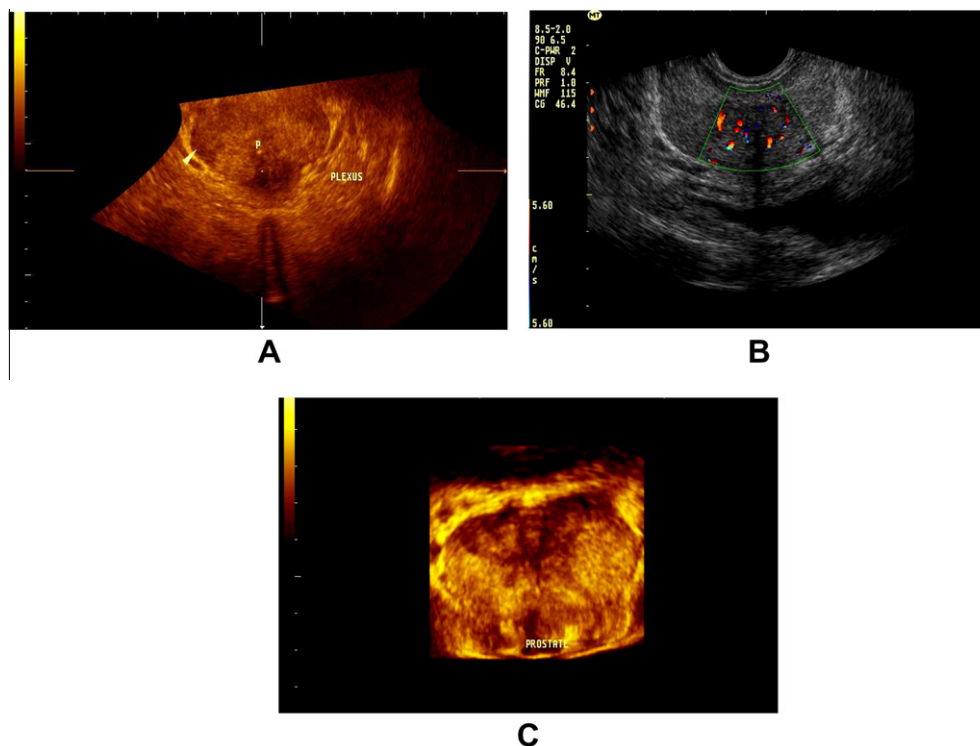 P
PLEXUS
A
MT
8.5-2.0
90 6.5
C-PWR 2
DISP V
FR 8.4
PRF 1.0
WMF 115
CG 46.4
5.60
C
M
/
S
5.60
B
PROSTATE
C